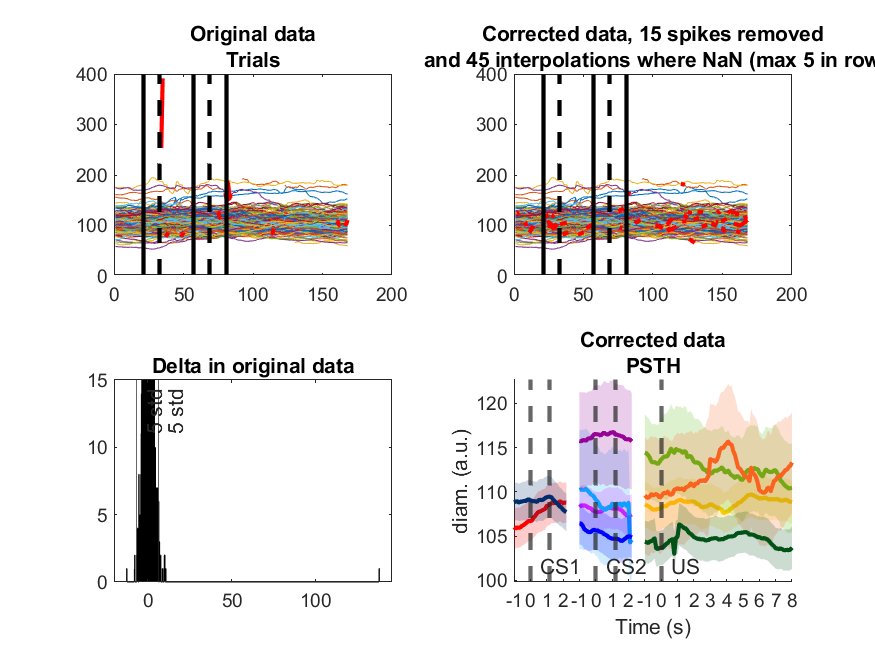 Original data
Trials
400
300
200
100
0
0 50 100 150 200
Corrected data, 15 spikes removed
and 45 interpolations where NaN (max 5 in row
400
300
200
100
0
0 50 100 150 200
Delta in original data
15
10
5
0
0 50 100
5 std
5 std
Corrected data
PSTH
diam. (a.u.)
120
115
110
105
100
CS1 CS2 US
-1 0 1 2 -1 0 1 2 -1 0 1 2 3 4 5 6 7 8
Time (s)